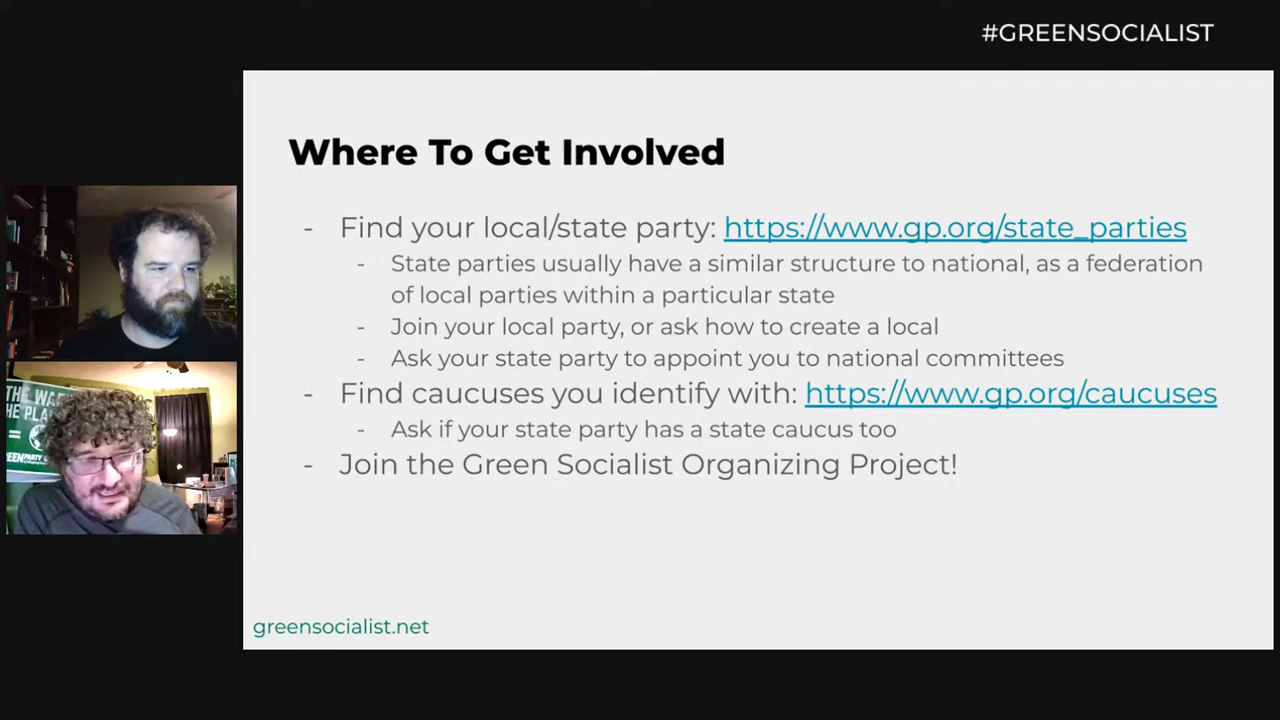 #GREENSOCIALIST
Where To Get Involved
- Find your local/state party: https://www.gp.org/state_parties
- State parties usually have a similar structure to national, as a federation
of local parties within a particular state
- Join your local party, or ask how to create a local
- Ask your state party to appoint you to national committees
- Find caucuses you identify with: https://www.gp.org/caucuses
- Ask if your state party has a state caucus too
- Join the Green Socialist Organizing Project!
THE
greensocialist.net